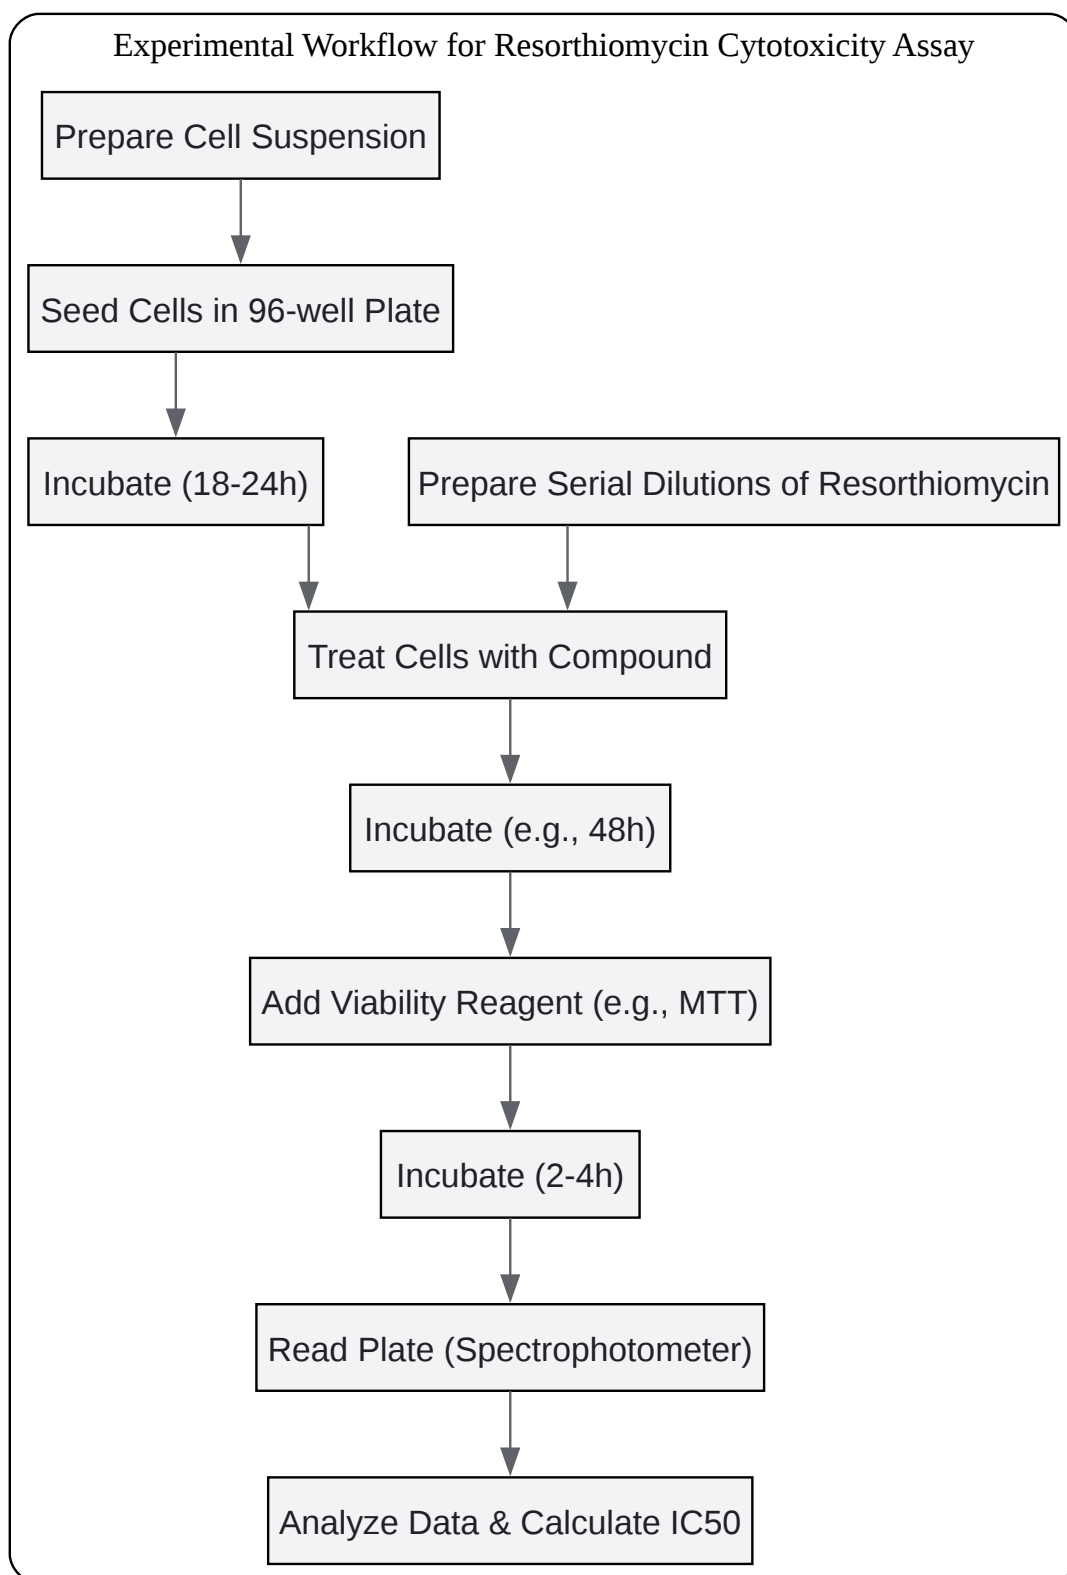 Experimental Workflow for Resorthiomycin Cytotoxicity Assay
Prepare Cell Suspension
Seed Cells in 96-well Plate
Incubate (18-24h)
Prepare Serial Dilutions of Resorthiomycin
Treat Cells with Compound
Incubate (e.g., 48h)
Add Viability Reagent (e.g., MTT)
Incubate (2-4h)
Read Plate (Spectrophotometer)
Analyze Data & Calculate IC50